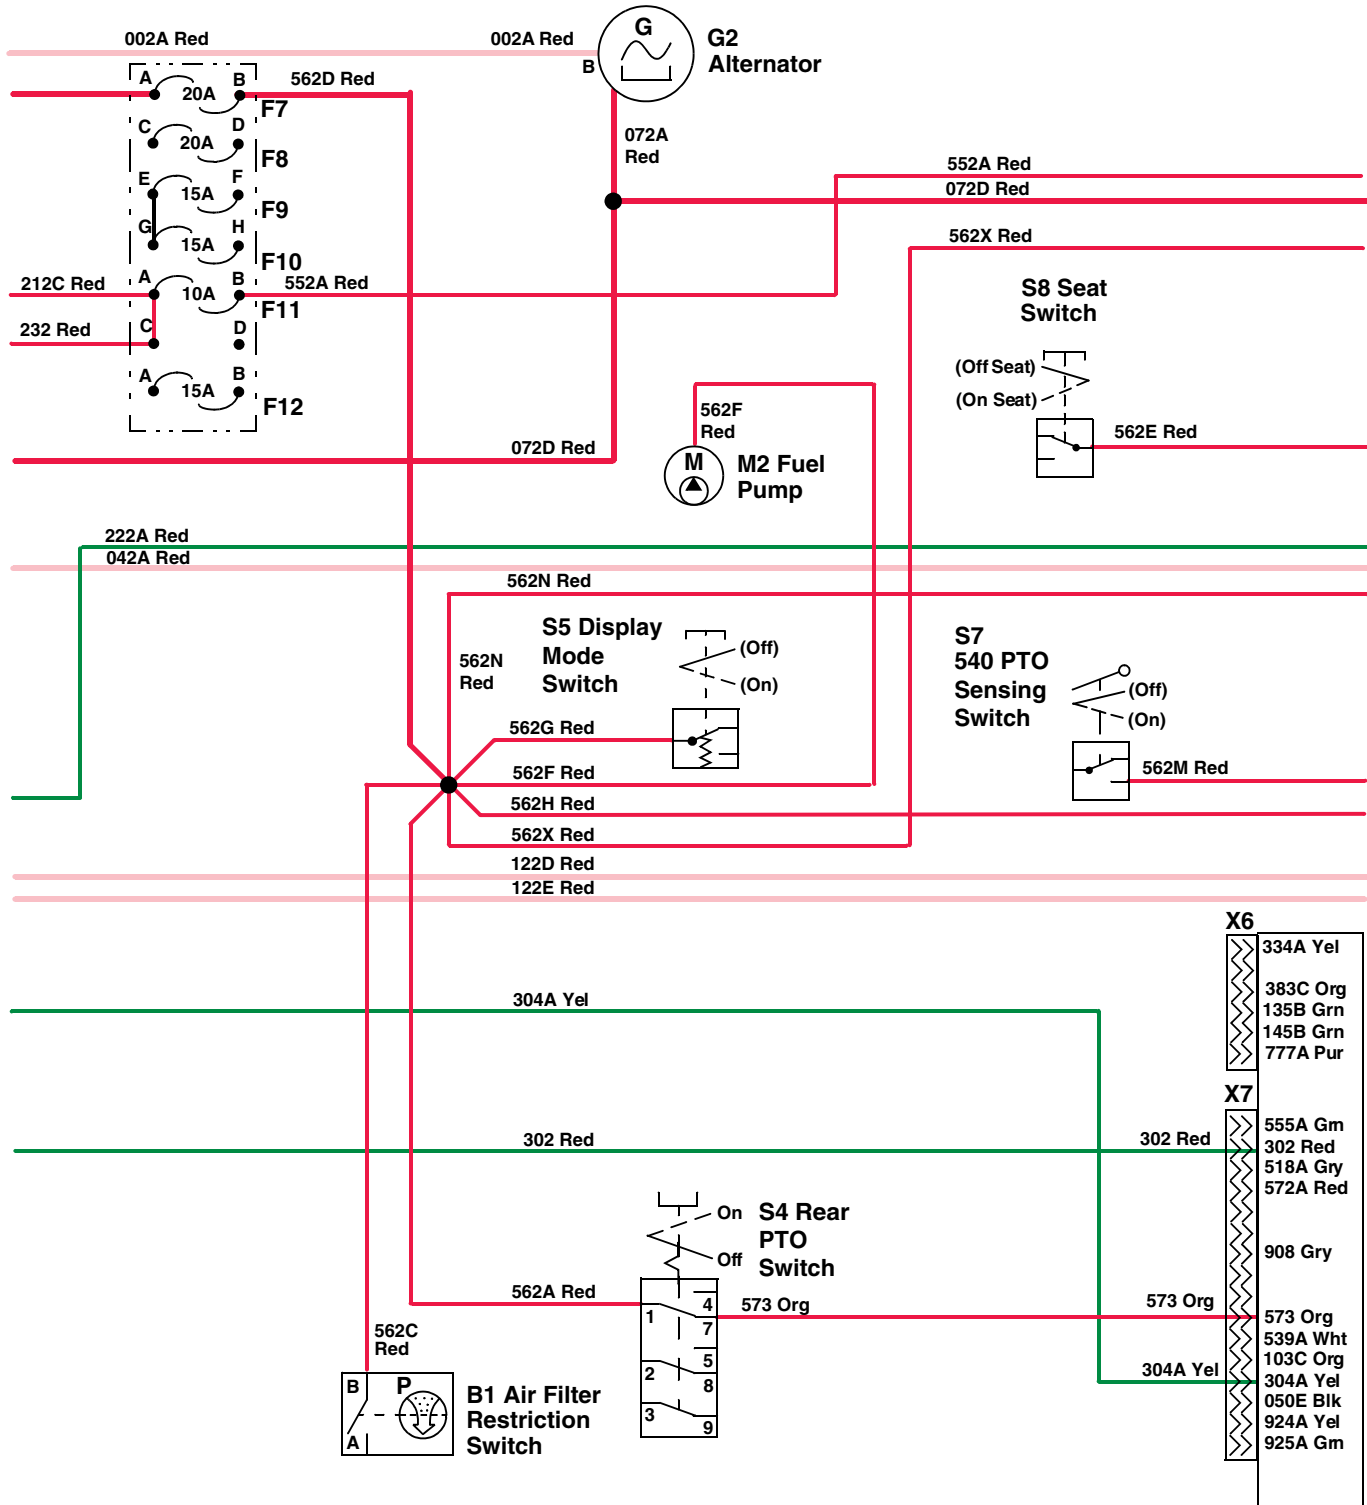 002A Red
002A Red
G
G2
Alternator
B
A
20A
B
562D Red
F7
C
20A
D
F8
072A
Red
E
15A
F
F9
552A Red
072D Red
G
15A
H
F10
562X Red
212C Red
A
10A
B
552A Red
F11
S8 Seat
Switch
232 Red
C
D
(Off Seat)
(On Seat)
A
15A
B
F12
562F
Red
562E Red
072D Red
M
M2 Fuel
Pump
222A Red
042A Red
562N Red
S5 Display
Mode
Switch
(Off)
(On)
562N
Red
S7
540 PTO
Sensing
Switch
(Off)
(On)
562G Red
562F Red
562M Red
562H Red
562X Red
122D Red
122E Red
X6
334A Yel
383C Org
135B Grn
145B Grn
777A Pur
304A Yel
X7
555A Grn
302 Red
302 Red
302 Red
518A Gry
572A Red
On
Off
S4 Rear
PTO
Switch
908 Gry
562A Red
1
4
7
573 Org
573 Org
573 Org
539A Wht
103C Org
562C
Red
2
5
8
304A Yel
304A Yel
050E Blk
924A Yel
925A Grn
3
9
B
P
A
B1 Air Filter
Restriction
Switch